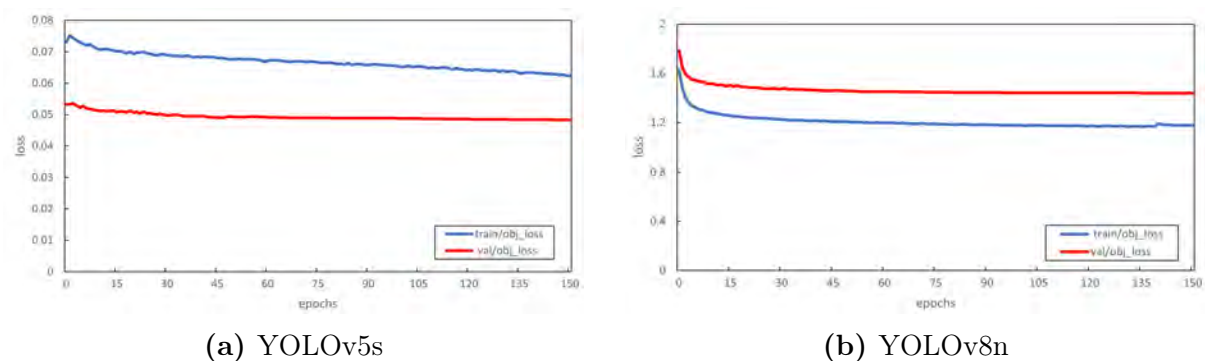 0.08
0.07
0.06
0.05
0.04
0.03
0.02
0.01
0
loss
train/obj_loss
val/obj_loss
0 15 30 45 60 75 90 105 120 135 150
epochs
(a) YOLOv5s
2
1.6
1.2
0.8
0.4
0
loss
train/obj_loss
val/obj_loss
0 15 30 45 60 75 90 105 120 135 150
epochs
(b) YOLOv8n